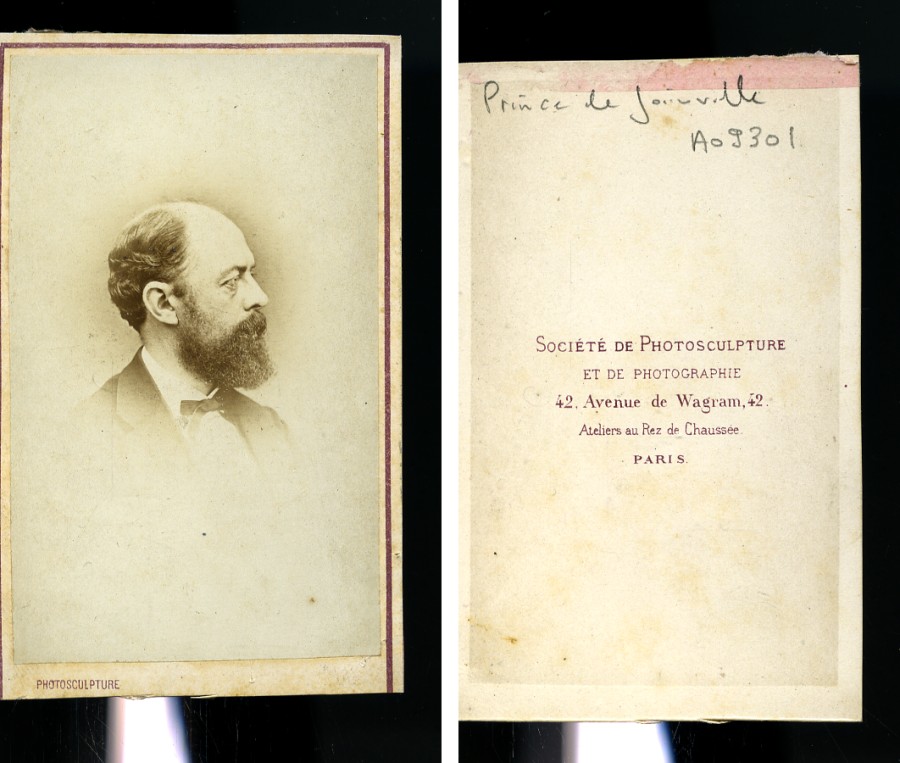 PHOTOSCULPTURE
Prince de Joinville
A09301
SOCIÉTÉ DE PHOTOSCULPTURE
ET DE PHOTOGRAPHIE
42, Avenue de Wagram, 42.
Ateliers au Rez de Chaussée.
PARIS.